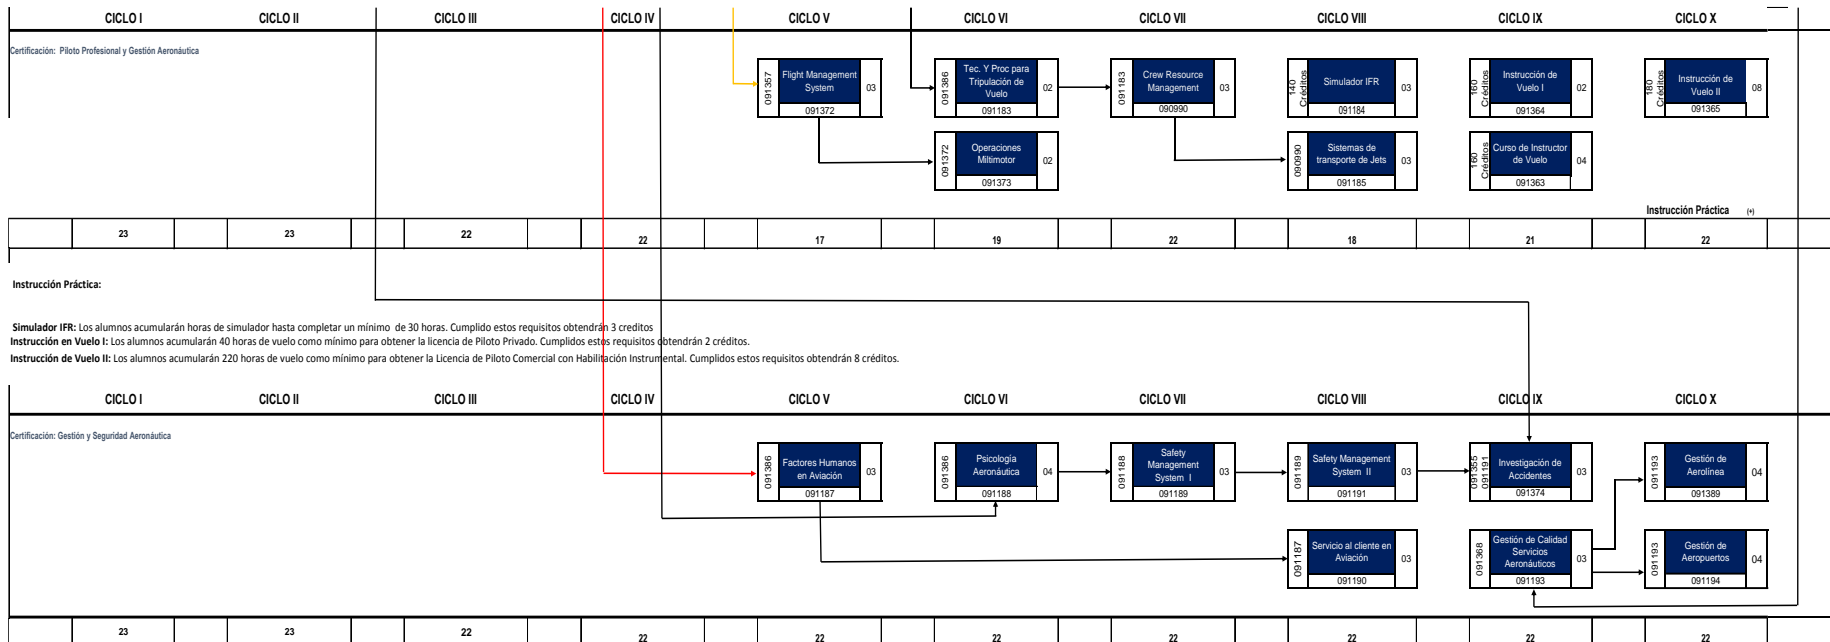 CICLO I CICLO II CICLO III CICLO IV CICLO V CICLO VI CICLO VII CICLO VIII CICLO IX CICLO X
Certificación: Piloto Profesional y Gestión Aeronáutica
091357 Flight Management System 03
091372
091386 Tec. Y Proc para Tripulación de Vuelo 02
091183
091183 Crew Resource Management 03
090990
140 Créditos Simulador IFR 03
091184
160 Créditos Instrucción de Vuelo I 02
091364
180 Créditos Instrucción de Vuelo II 08
091365
091372 Operaciones Miltimotor 02
091373
090990 Sistemas de transporte de Jets 03
091185
160 Créditos Curso de Instructor de Vuelo 04
091363
Instrucción Práctica (+)
23 23 22 22 17 19 22 18 21 22
Instrucción Práctica:
Simulador IFR: Los alumnos acumularán horas de simulador hasta completar un mínimo de 30 horas. Cumplido estos requisitos obtendrán 3 creditos
Instrucción en Vuelo I: Los alumnos acumularán 40 horas de vuelo como mínimo para obtener la licencia de Piloto Privado. Cumplidos estos requisitos obtendrán 2 créditos.
Instrucción de Vuelo II: Los alumnos acumularán 220 horas de vuelo como mínimo para obtener la Licencia de Piloto Comercial con Habilitación Instrumental. Cumplidos estos requisitos obtendrán 8 créditos.
CICLO I CICLO II CICLO III CICLO IV CICLO V CICLO VI CICLO VII CICLO VIII CICLO IX CICLO X
Certificación: Gestión y Seguridad Aeronáutica
091386 Factores Humanos en Aviación 03
091187
091386 Psicología Aeronáutica 04
091188
091188 Safety Management System I 03
091189
091189 Safety Management System II 03
091191
091355 091191 Investigación de Accidentes 03
091374
091193 Gestión de Aerolínea 04
091389
091187 Servicio al cliente en Aviación 03
091190
091368 Gestión de Calidad Servicios Aeronáuticos 03
091193
091193 Gestión de Aeropuertos 04
091194
23 23 22 22 22 22 22 22 22 22